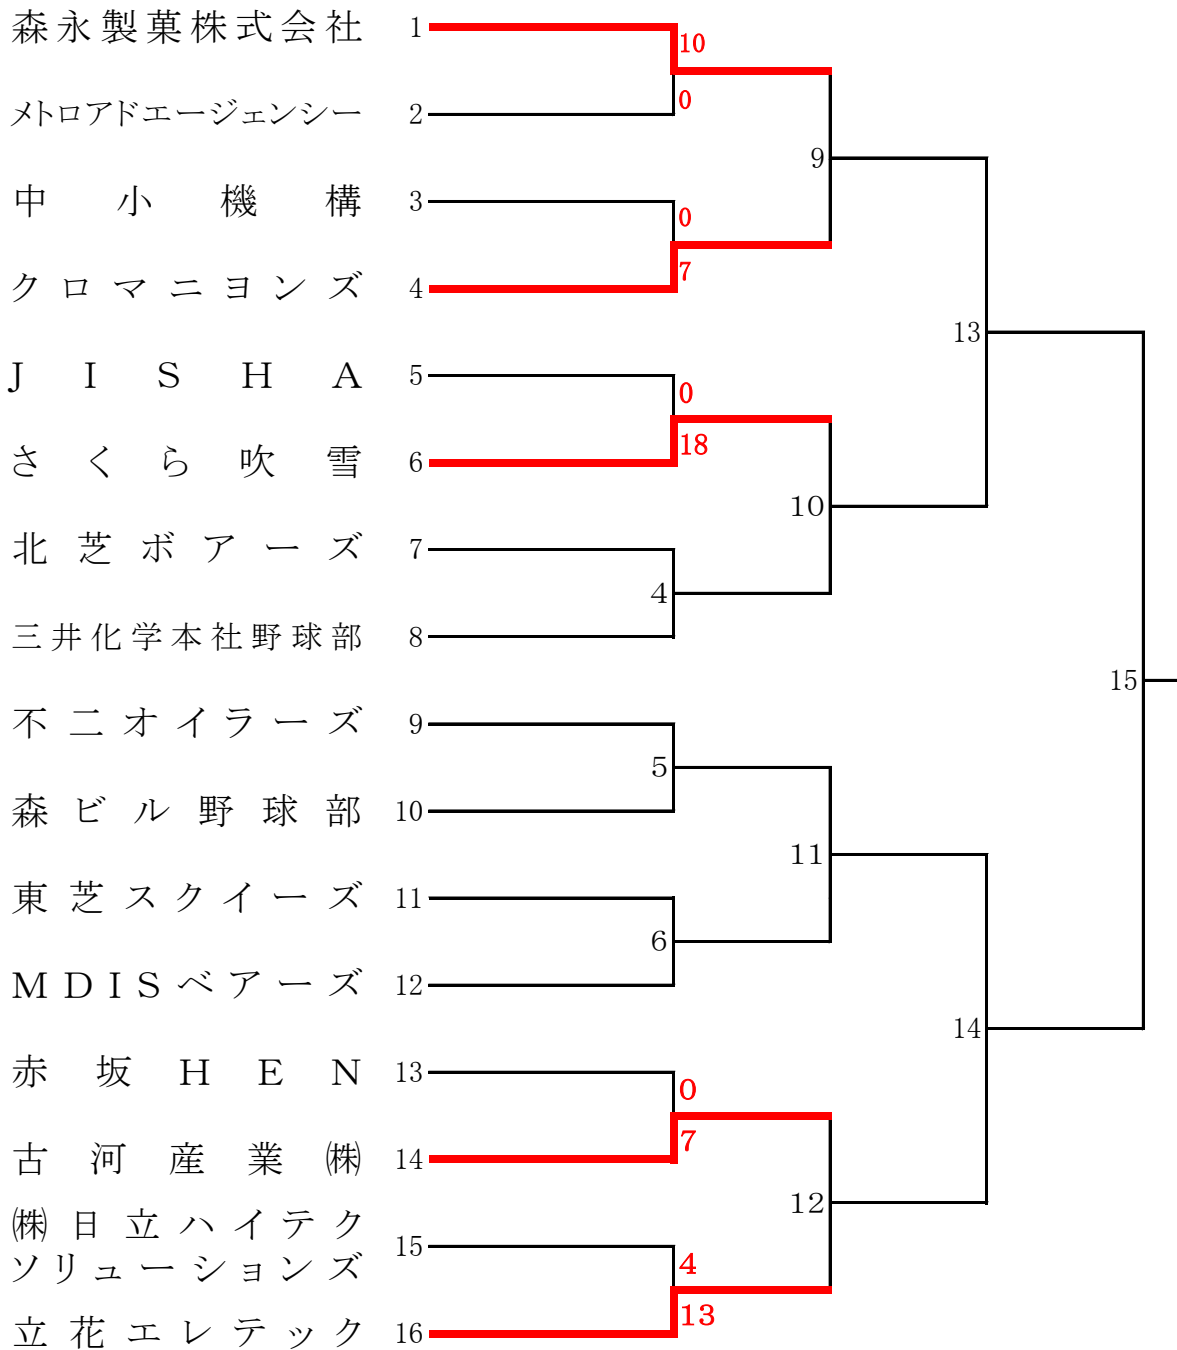 森永製菓株式会社 1
10
0
メトロアドエージェンシー 2
9
中小機構 3
0
7
クロマニヨンズ 4
13
JISHA 5
0
18
さくら吹雪 6
10
北芝ボアーズ 7
4
三井化学本社野球部 8
15
不二オイラーズ 9
5
森ビル野球部 10
11
東芝スクイーズ 11
6
MDISベアーズ 12
14
赤坂HEN 13
0
7
古河産業㈱ 14
12
㈱日立ハイテク
ソリューションズ 15
4
13
立花エレテック 16